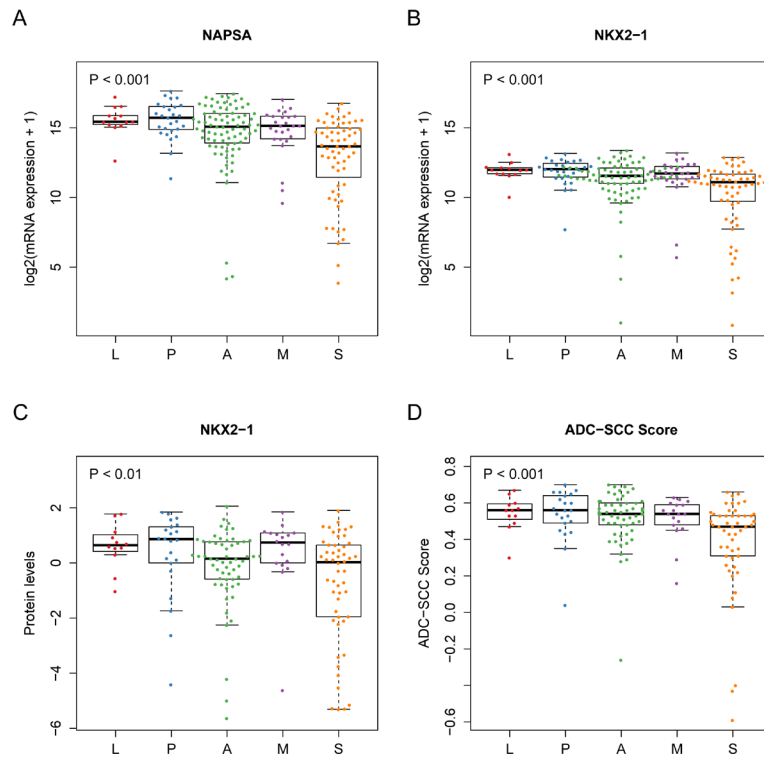 A
NAPSA
P < 0.001
log2(mRNA expression + 1)
15
10
5
L P A M S
B
NKX2−1
P < 0.001
log2(mRNA expression + 1)
15
10
5
L P A M S
C
NKX2−1
P < 0.01
Protein levels
2
0
−2
−4
−6
L P A M S
D
ADC−SCC Score
P < 0.001
ADC−SCC Score
0.8
0.6
0.4
0.2
0.0
−0.2
−0.6
L P A M S